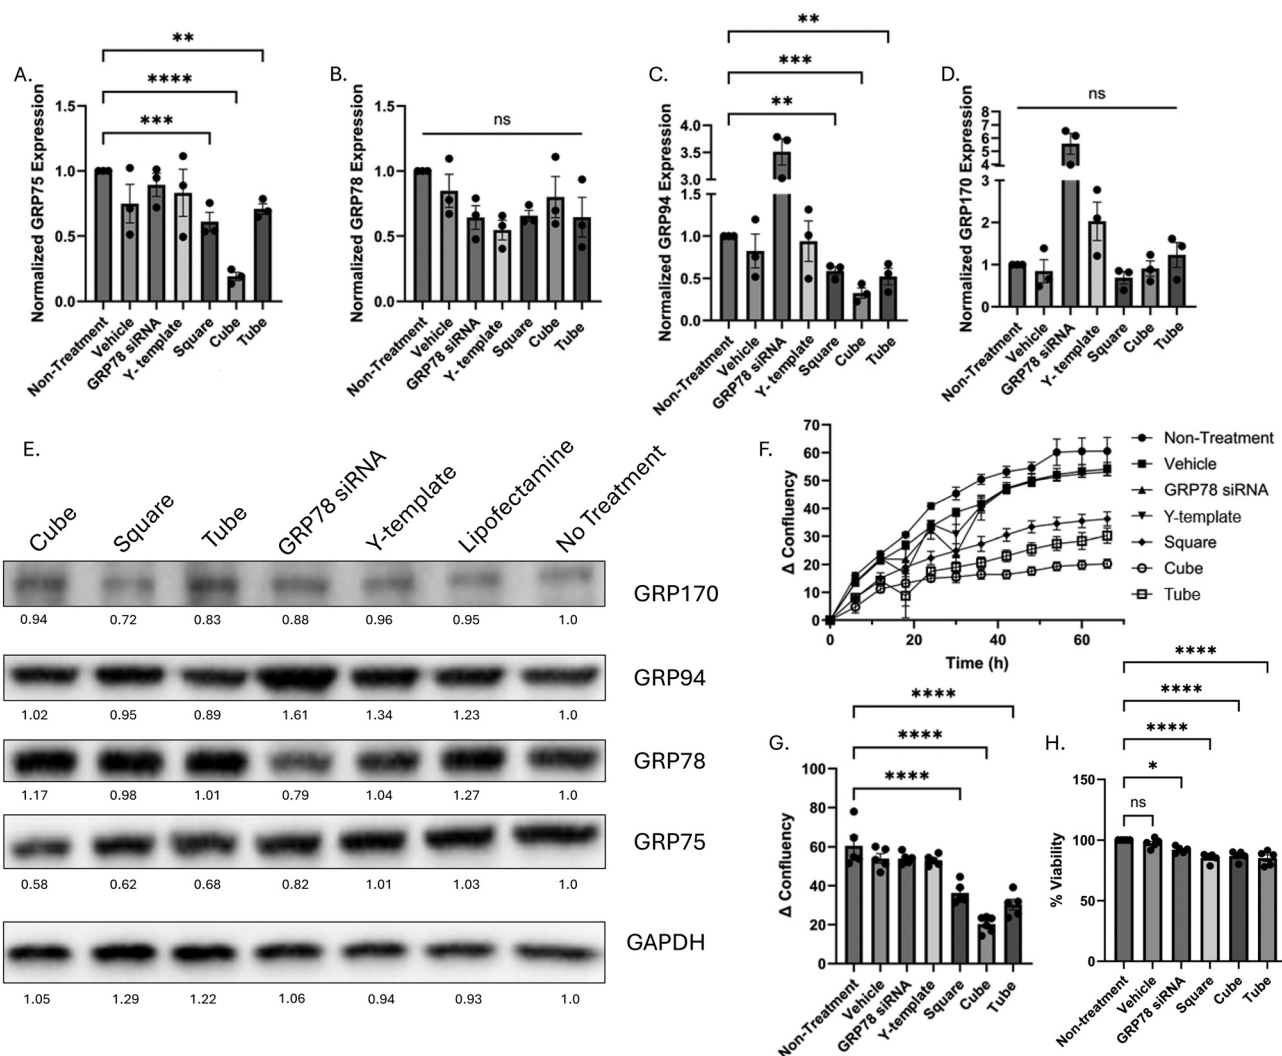 A.
**
****
***
Normalized GRP75 Expression
1.5
1.0
0.5
0.0
Non-Treatment
Vehicle
GRP78 siRNA
Y- template
Square
Cube
Tube
B.
ns
Normalized GRP78 Expression
1.5
1.0
0.5
0.0
Non-Treatment
Vehicle
GRP78 siRNA
Y- template
Square
Cube
Tube
C.
**
***
**
Normalized GRP94 Expression
4.0
3.5
3.0
1.5
1.0
0.5
0.0
Non-Treatment
Vehicle
GRP78 siRNA
Y- template
Square
Cube
Tube
D.
ns
Normalized GRP170 Expression
8
7
6
5
4
3
2
1
0
Non-Treatment
Vehicle
GRP78 siRNA
Y- template
Square
Cube
Tube
E.
Cube
Square
Tube
GRP78 siRNA
Y-template
Lipofectamine
No Treatment
GRP170
0.94 0.72 0.83 0.88 0.96 0.95 1.0
GRP94
1.02 0.95 0.89 1.61 1.34 1.23 1.0
GRP78
1.17 0.98 1.01 0.79 1.04 1.27 1.0
GRP75
0.58 0.62 0.68 0.82 1.01 1.03 1.0
GAPDH
1.05 1.29 1.22 1.06 0.94 0.93 1.0
F.
Δ Confluency
70
60
50
40
30
20
10
0
0 20 40 60
Time (h)
Non-Treatment
Vehicle
GRP78 siRNA
Y-template
Square
Cube
Tube
G.
****
****
****
Δ Confluency
100
80
60
40
20
0
Non-Treatment
Vehicle
GRP78 siRNA
Y-template
Square
Cube
Tube
H.
****
****
****
*
ns
% Viability
150
100
50
0
Non-treatment
Vehicle
GRP78 siRNA
Square
Cube
Tube